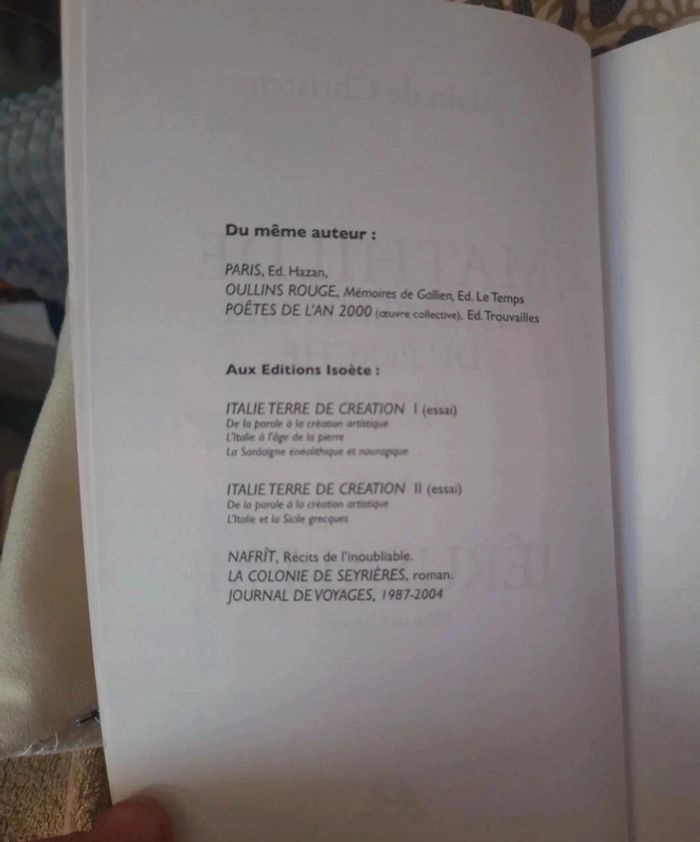 Alain de Christen
Du même auteur :
PARIS, Ed. Hazan,
OULLINS ROUGE, Mémoires de Gallien, Ed. Le Temps
POÊTES DE L'AN 2000 (œuvre collective). Ed. Trouvailles
Aux Editions Isoète :
ITALIE TERRE DE CREATION I (essai)
De la parole à la création artistique
L'Italie à l'âge de la pierre
La Sardaigne énéolithique et nouragique
ITALIE TERRE DE CREATION II (essai)
De la parole à la création artistique
L'Italie et la Sicile grecques
NAFRÎT, Récits de l'inoubliable.
LA COLONIE DE SEYRIÈRES, roman.
JOURNAL DE VOYAGES, 1987-2004